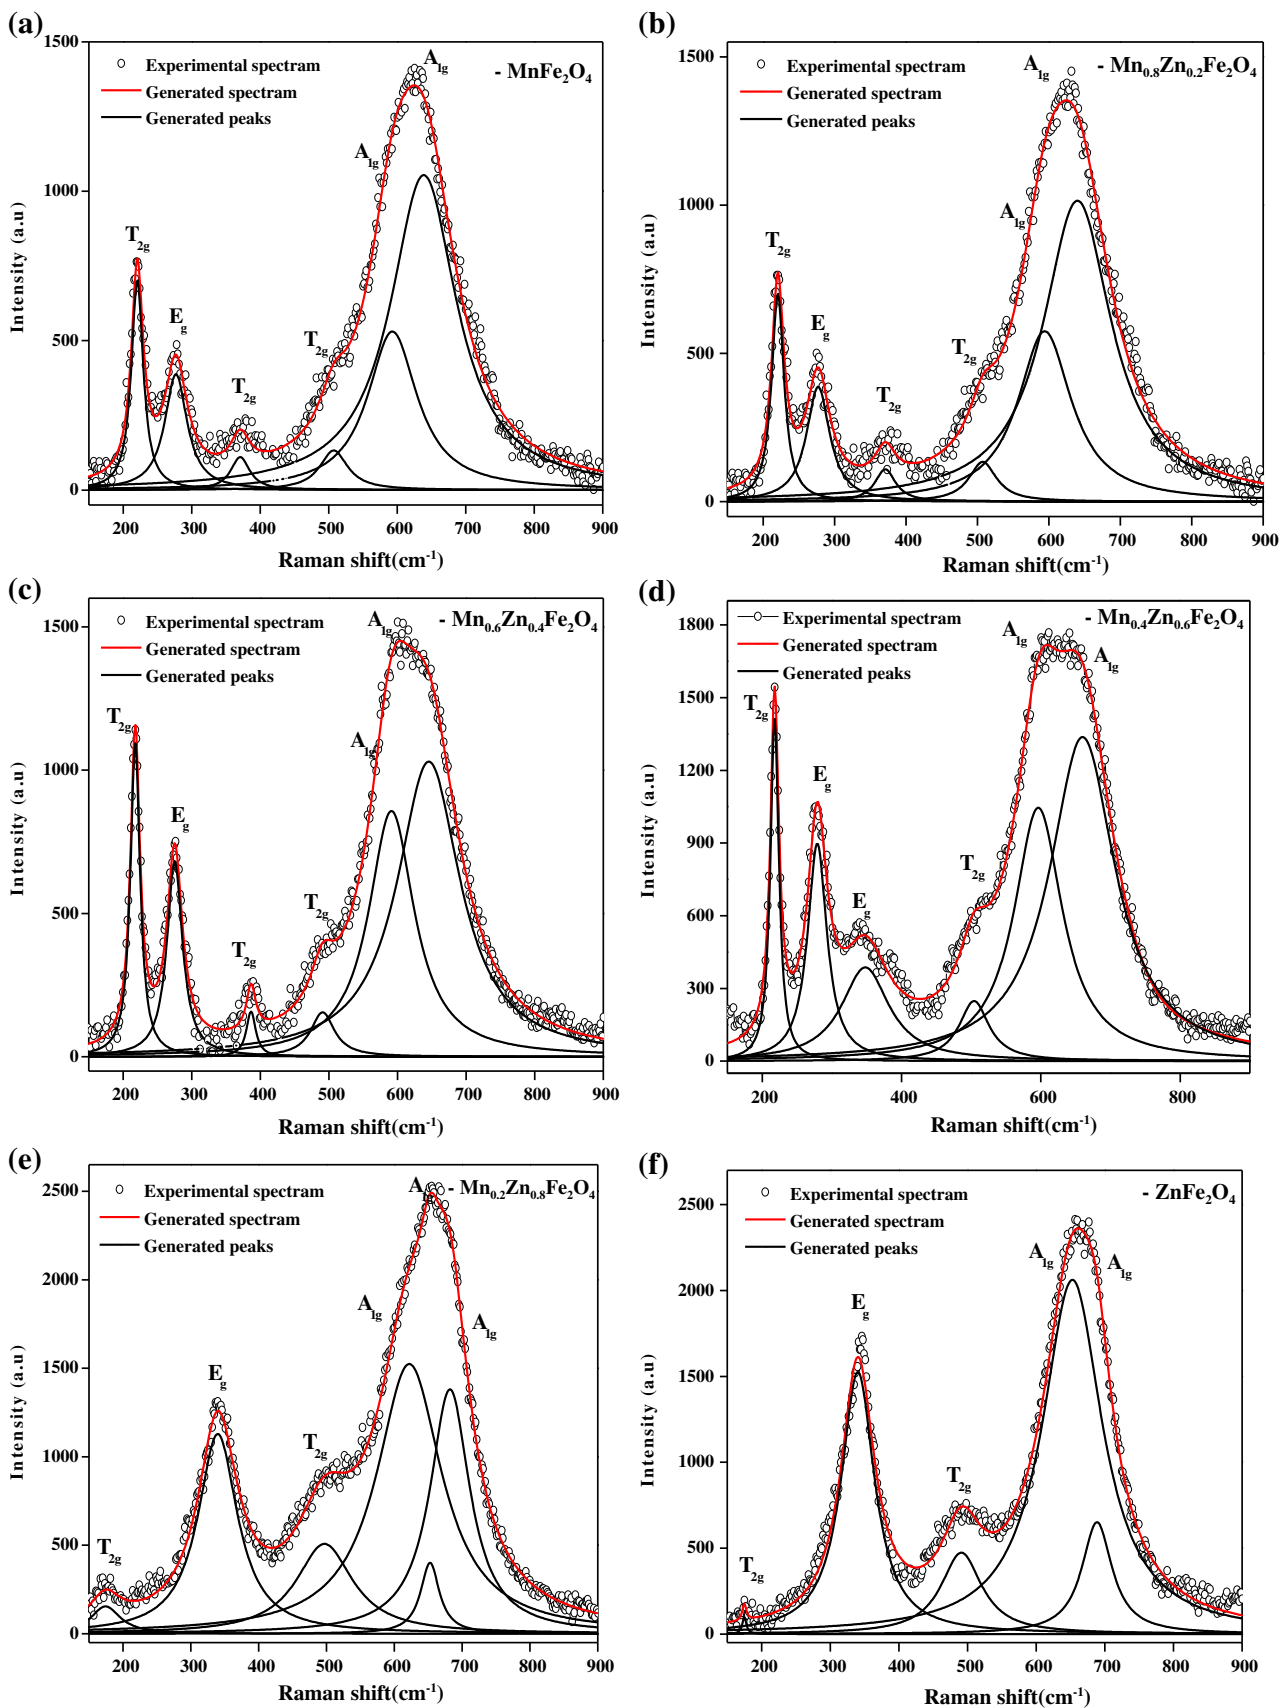 (a)
1500
1000
500
0
Intensity (a.u)
Experimental spectram
Generated spectram
Generated peaks
- MnFe2O4
T2g
Eg
T2g
T2g
A1g
A1g
200 300 400 500 600 700 800 900
Raman shift(cm-1)
(b)
1500
1000
500
0
Intensity (a.u)
Experimental spectram
Generated spectram
Generated peaks
- Mn0.8Zn0.2Fe2O4
T2g
Eg
T2g
T2g
A1g
A1g
200 300 400 500 600 700 800 900
Raman shift(cm-1)
(c)
1500
1000
500
0
Intensity (a.u)
Experimental spectram
Generated spectram
Generated peaks
- Mn0.6Zn0.4Fe2O4
T2g
Eg
T2g
T2g
A1g
A1g
200 300 400 500 600 700 800 900
Raman shift(cm-1)
(d)
1800
1500
1200
900
600
300
0
Intensity (a.u)
Experimental spectram
Generated spectram
Generated peaks
- Mn0.4Zn0.6Fe2O4
T2g
Eg
Eg
T2g
A1g
A1g
200 400 600 800
Raman shift(cm-1)
(e)
2500
2000
1500
1000
500
0
Intensity (a.u)
Experimental spectram
Generated spectram
Generated peaks
- Mn0.2Zn0.8Fe2O4
T2g
Eg
T2g
A1g
A1g
A1g
200 300 400 500 600 700 800 900
Raman shift(cm-1)
(f)
2500
2000
1500
1000
500
0
Intensity (a.u)
Experimental spectram
Generated spectram
Generated peaks
- ZnFe2O4
T2g
Eg
T2g
A1g
A1g
200 300 400 500 600 700 800 900
Raman shift(cm-1)